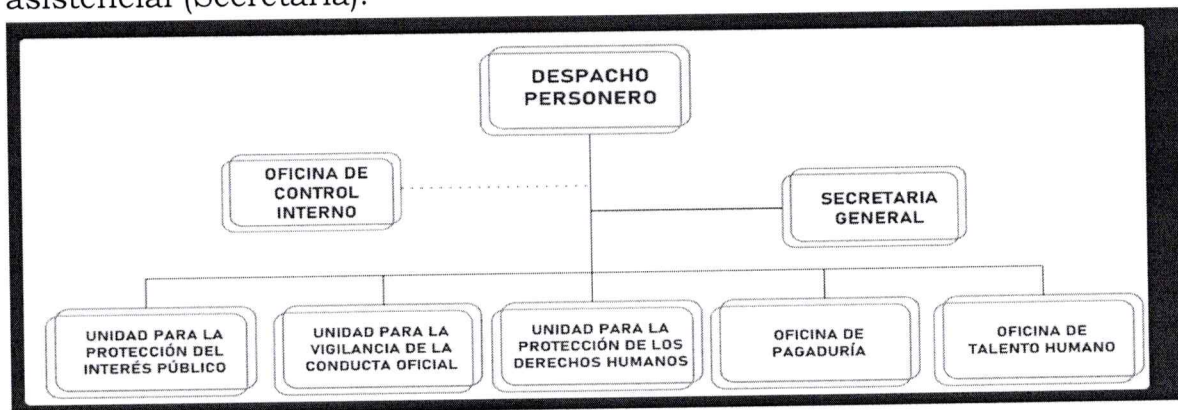 asistencial (Secretaria).
DESPACHO
PERSONERO
OFICINA DE
CONTROL
INTERNO
SECRETARIA
GENERAL
UNIDAD PARA LA
PROTECCIÓN DEL
INTERÉS PÚBLICO
UNIDAD PARA LA
VIGILANCIA DE LA
CONDUCTA OFICIAL
UNIDAD PARA LA
PROTECCIÓN DE LOS
DERECHOS HUMANOS
OFICINA DE
PAGADURÍA
OFICINA DE
TALENTO HUMANO